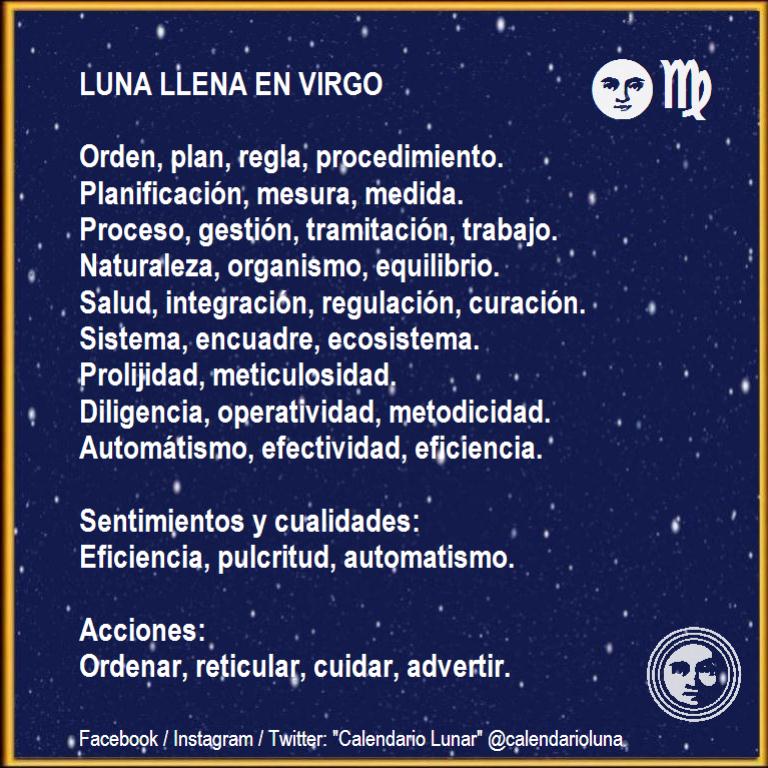 LUNA LLENA EN VIRGO
Orden, plan, regla, procedimiento.
Planificación, mesura, medida.
Proceso, gestión, tramitación, trabajo.
Naturaleza, organismo, equilibrio.
Salud, integración, regulación, curación.
Sistema, encuadre, ecosistema.
Prolijidad, meticulosidad.
Diligencia, operatividad, metodicidad.
Automátismo, efectividad, eficiencia.
Sentimientos y cualidades:
Eficiencia, pulcritud, automatismo.
Acciones:
Ordenar, reticular, cuidar, advertir.
Facebook / Instagram / Twitter: "Calendario Lunar" @calendarioluna